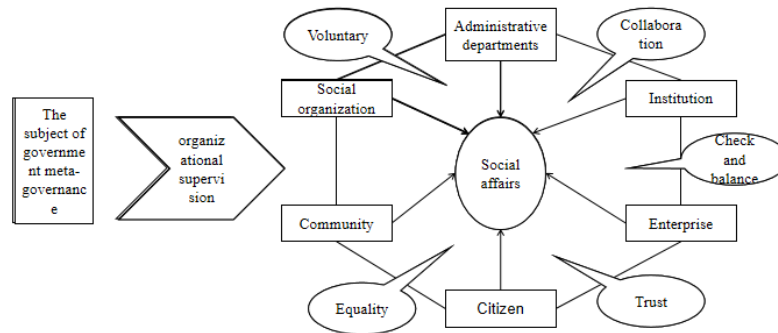 Voluntary
Administrative
departments
Collabora
tion
The
subject of
governme
nt meta-
governanc
e
organiz
ational
supervi
sion
Social
organization
Institution
Social
affairs
Check
and
balance
Community
Enterprise
Equality
Citizen
Trust